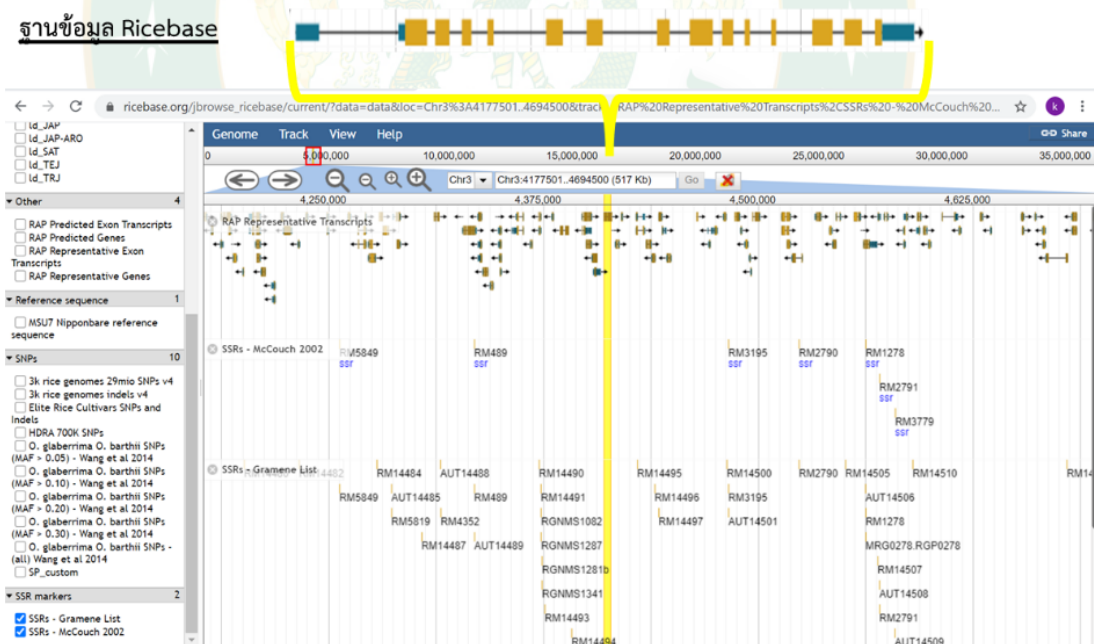 ฐานข้อมูล Ricebase
ricebase.org/jbrowse_ricebase/current/?data=data&loc=Chr3%3A4177501..4694500&track RAP%20Representative%20Transcripts%2CSSRs%20-%20McCouch%20...
k
ld_JAP
ld_JAP-ARO
ld_SAT
ld_TEJ
ld_TRJ
Other 4
RAP Predicted Exon Transcripts
RAP Predicted Genes
RAP Representative Exon
Transcripts
RAP Representative Genes
Reference sequence 1
MSU7 Nipponbare reference
sequence
SNPs 10
3k rice genomes 29mio SNPs v4
3k rice genomes indels v4
Elite Rice Cultivars SNPs and
Indels
HDRA 700K SNPs
O. glaberrima O. barthii SNPs
(MAF > 0.05) - Wang et al 2014
O. glaberrima O. barthii SNPs
(MAF > 0.10) - Wang et al 2014
O. glaberrima O. barthii SNPs
(MAF > 0.20) - Wang et al 2014
O. glaberrima O. barthii SNPs
(MAF > 0.30) - Wang et al 2014
O. glaberrima O. barthii SNPs -
(all) Wang et al 2014
SP_custom
SSR markers 2
SSRs - Gramene List
SSRs - McCouch 2002
Genome Track View Help Share
0 5,000,000 10,000,000 15,000,000 20,000,000 25,000,000 30,000,000 35,000,000
Chr3 Chr3:4177501..4694500 (517 Kb) Go
4,250,000 4,375,000 4,500,000 4,625,000
RAP Representative Transcripts
SSRs - McCouch 2002 RM5849 RM489 RM3195 RM2790 RM1278
ssr ssr ssr ssr ssr
RM2791
ssr
RM3779
ssr
SSRs - Gramene List RM14484 AUT14488 RM14490 RM14495 RM14500 RM2790 RM14505 RM14510 RM14
RM5849 AUT14485 RM489 RM14491 RM14496 RM3195 AUT14506
RM5819 RM4352 RGNMS1082 RM14497 AUT14501 RM1278
RM14487 AUT14489 RGNMS1287 MRG0278.RGP0278
RGNMS1281b RM14507
RGNMS1341 AUT14508
RM14493 RM2791
RM14494 AUT14509